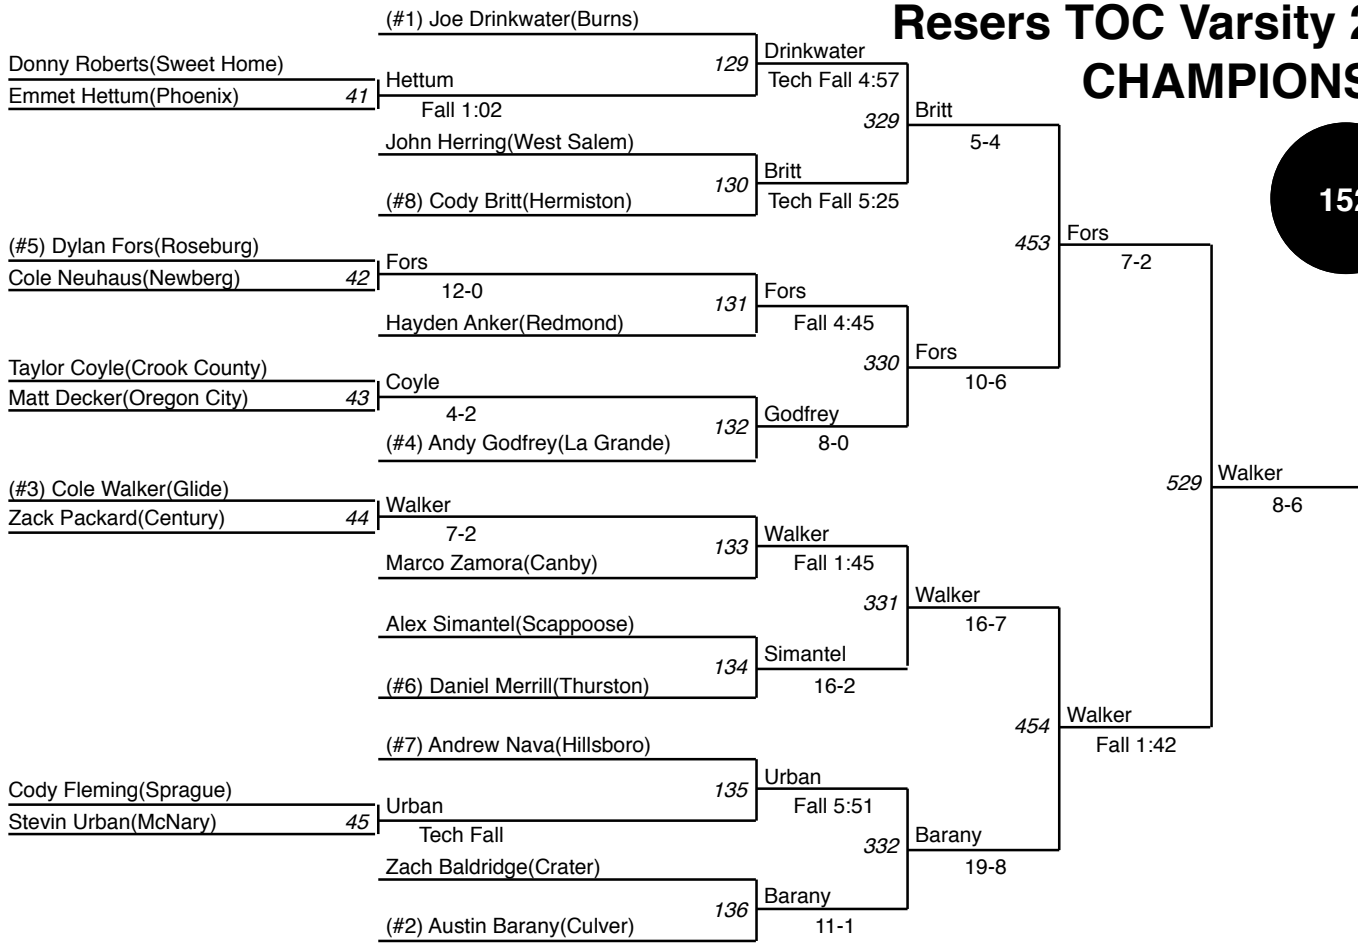 Resers TOC Varsity 2
CHAMPIONS
152
(#1) Joe Drinkwater(Burns)
Donny Roberts(Sweet Home)
Emmet Hettum(Phoenix)
41
Hettum
Fall 1:02
129
Drinkwater
Tech Fall 4:57
John Herring(West Salem)
(#8) Cody Britt(Hermiston)
130
Britt
Tech Fall 5:25
329
Britt
5-4
(#5) Dylan Fors(Roseburg)
Cole Neuhaus(Newberg)
42
Fors
12-0
Hayden Anker(Redmond)
131
Fors
Fall 4:45
Taylor Coyle(Crook County)
Matt Decker(Oregon City)
43
Coyle
4-2
(#4) Andy Godfrey(La Grande)
132
Godfrey
8-0
330
Fors
10-6
453
Fors
7-2
(#3) Cole Walker(Glide)
Zack Packard(Century)
44
Walker
7-2
Marco Zamora(Canby)
133
Walker
Fall 1:45
Alex Simantel(Scappoose)
(#6) Daniel Merrill(Thurston)
134
Simantel
16-2
331
Walker
16-7
(#7) Andrew Nava(Hillsboro)
Cody Fleming(Sprague)
Stevin Urban(McNary)
45
Urban
Tech Fall
135
Urban
Fall 5:51
Zach Baldridge(Crater)
(#2) Austin Barany(Culver)
136
Barany
11-1
332
Barany
19-8
454
Walker
Fall 1:42
529
Walker
8-6